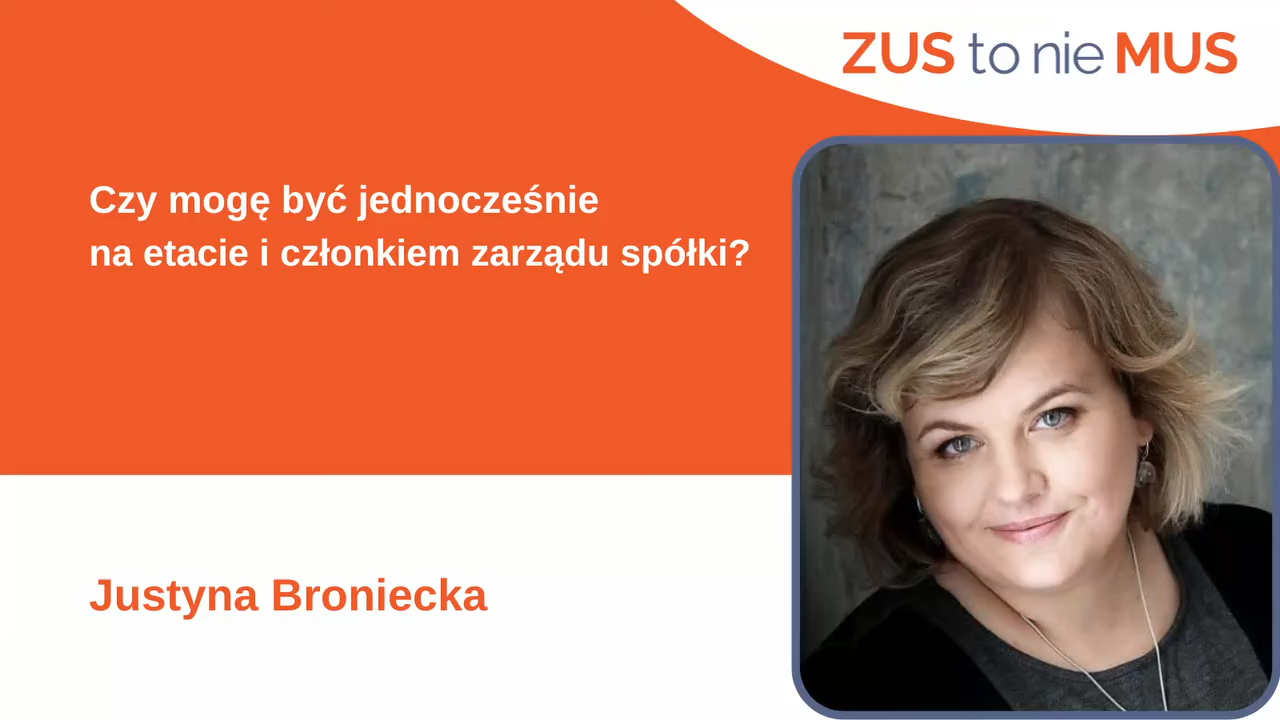 ZUS to nie MUS
Czy mogę być jednocześnie
na etacie i członkiem zarządu spółki?
Justyna Broniecka